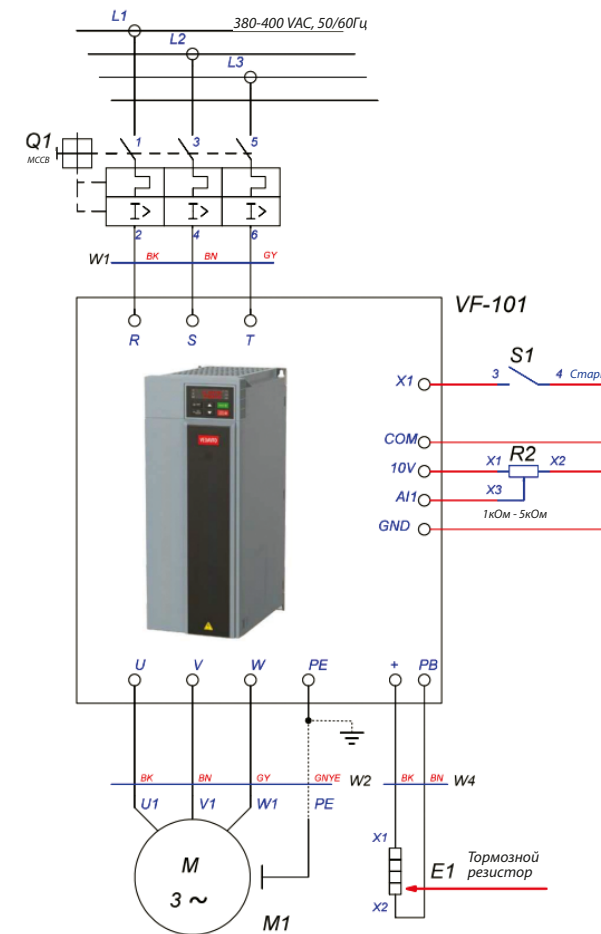 L1
380-400 VAC, 50/60Гц
L2
L3
Q1
MCCB
1 3 5
I> I> I>
2 4 6
W1 BK BN GY
VF-101
R S T
S1
X1 3 4
COM
10V X1 R2 X2
AI1 X3
1кОм - 5кОм
GND
U V W PE + PB
BK BN GY GNYE W2 BK BN W4
U1 V1 W1 PE
X1
M
3 ~
E1
Тормозной
резистор
X2
M1